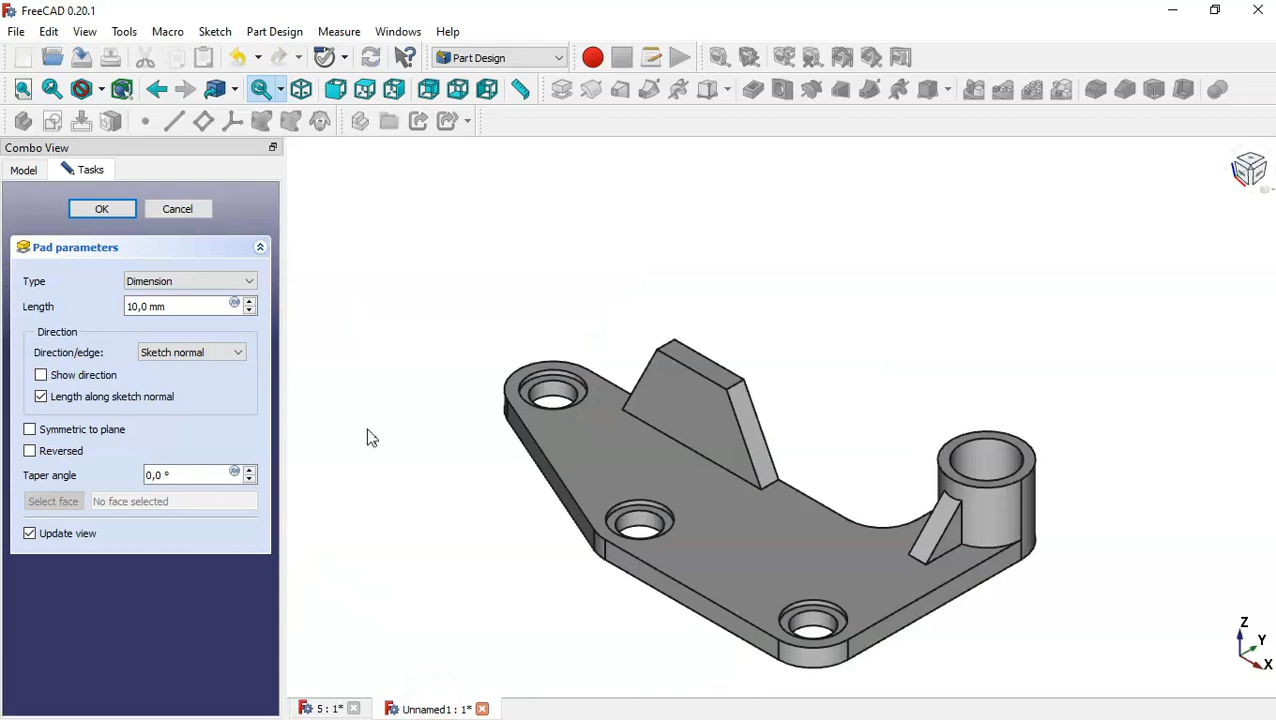 FreeCAD 0.20.1
File Edit View Tools Macro Sketch Part Design Measure Windows Help
Part Design
Combo View
Model Tasks
OK Cancel
Pad parameters
Type Dimension
Length 10,0 mm
Direction
Direction/edge: Sketch normal
Show direction
Length along sketch normal
Symmetric to plane
Reversed
Taper angle 0,0 °
Select face No face selected
Update view
Z
Y
X
5 : 1* Unnamed1 : 1*